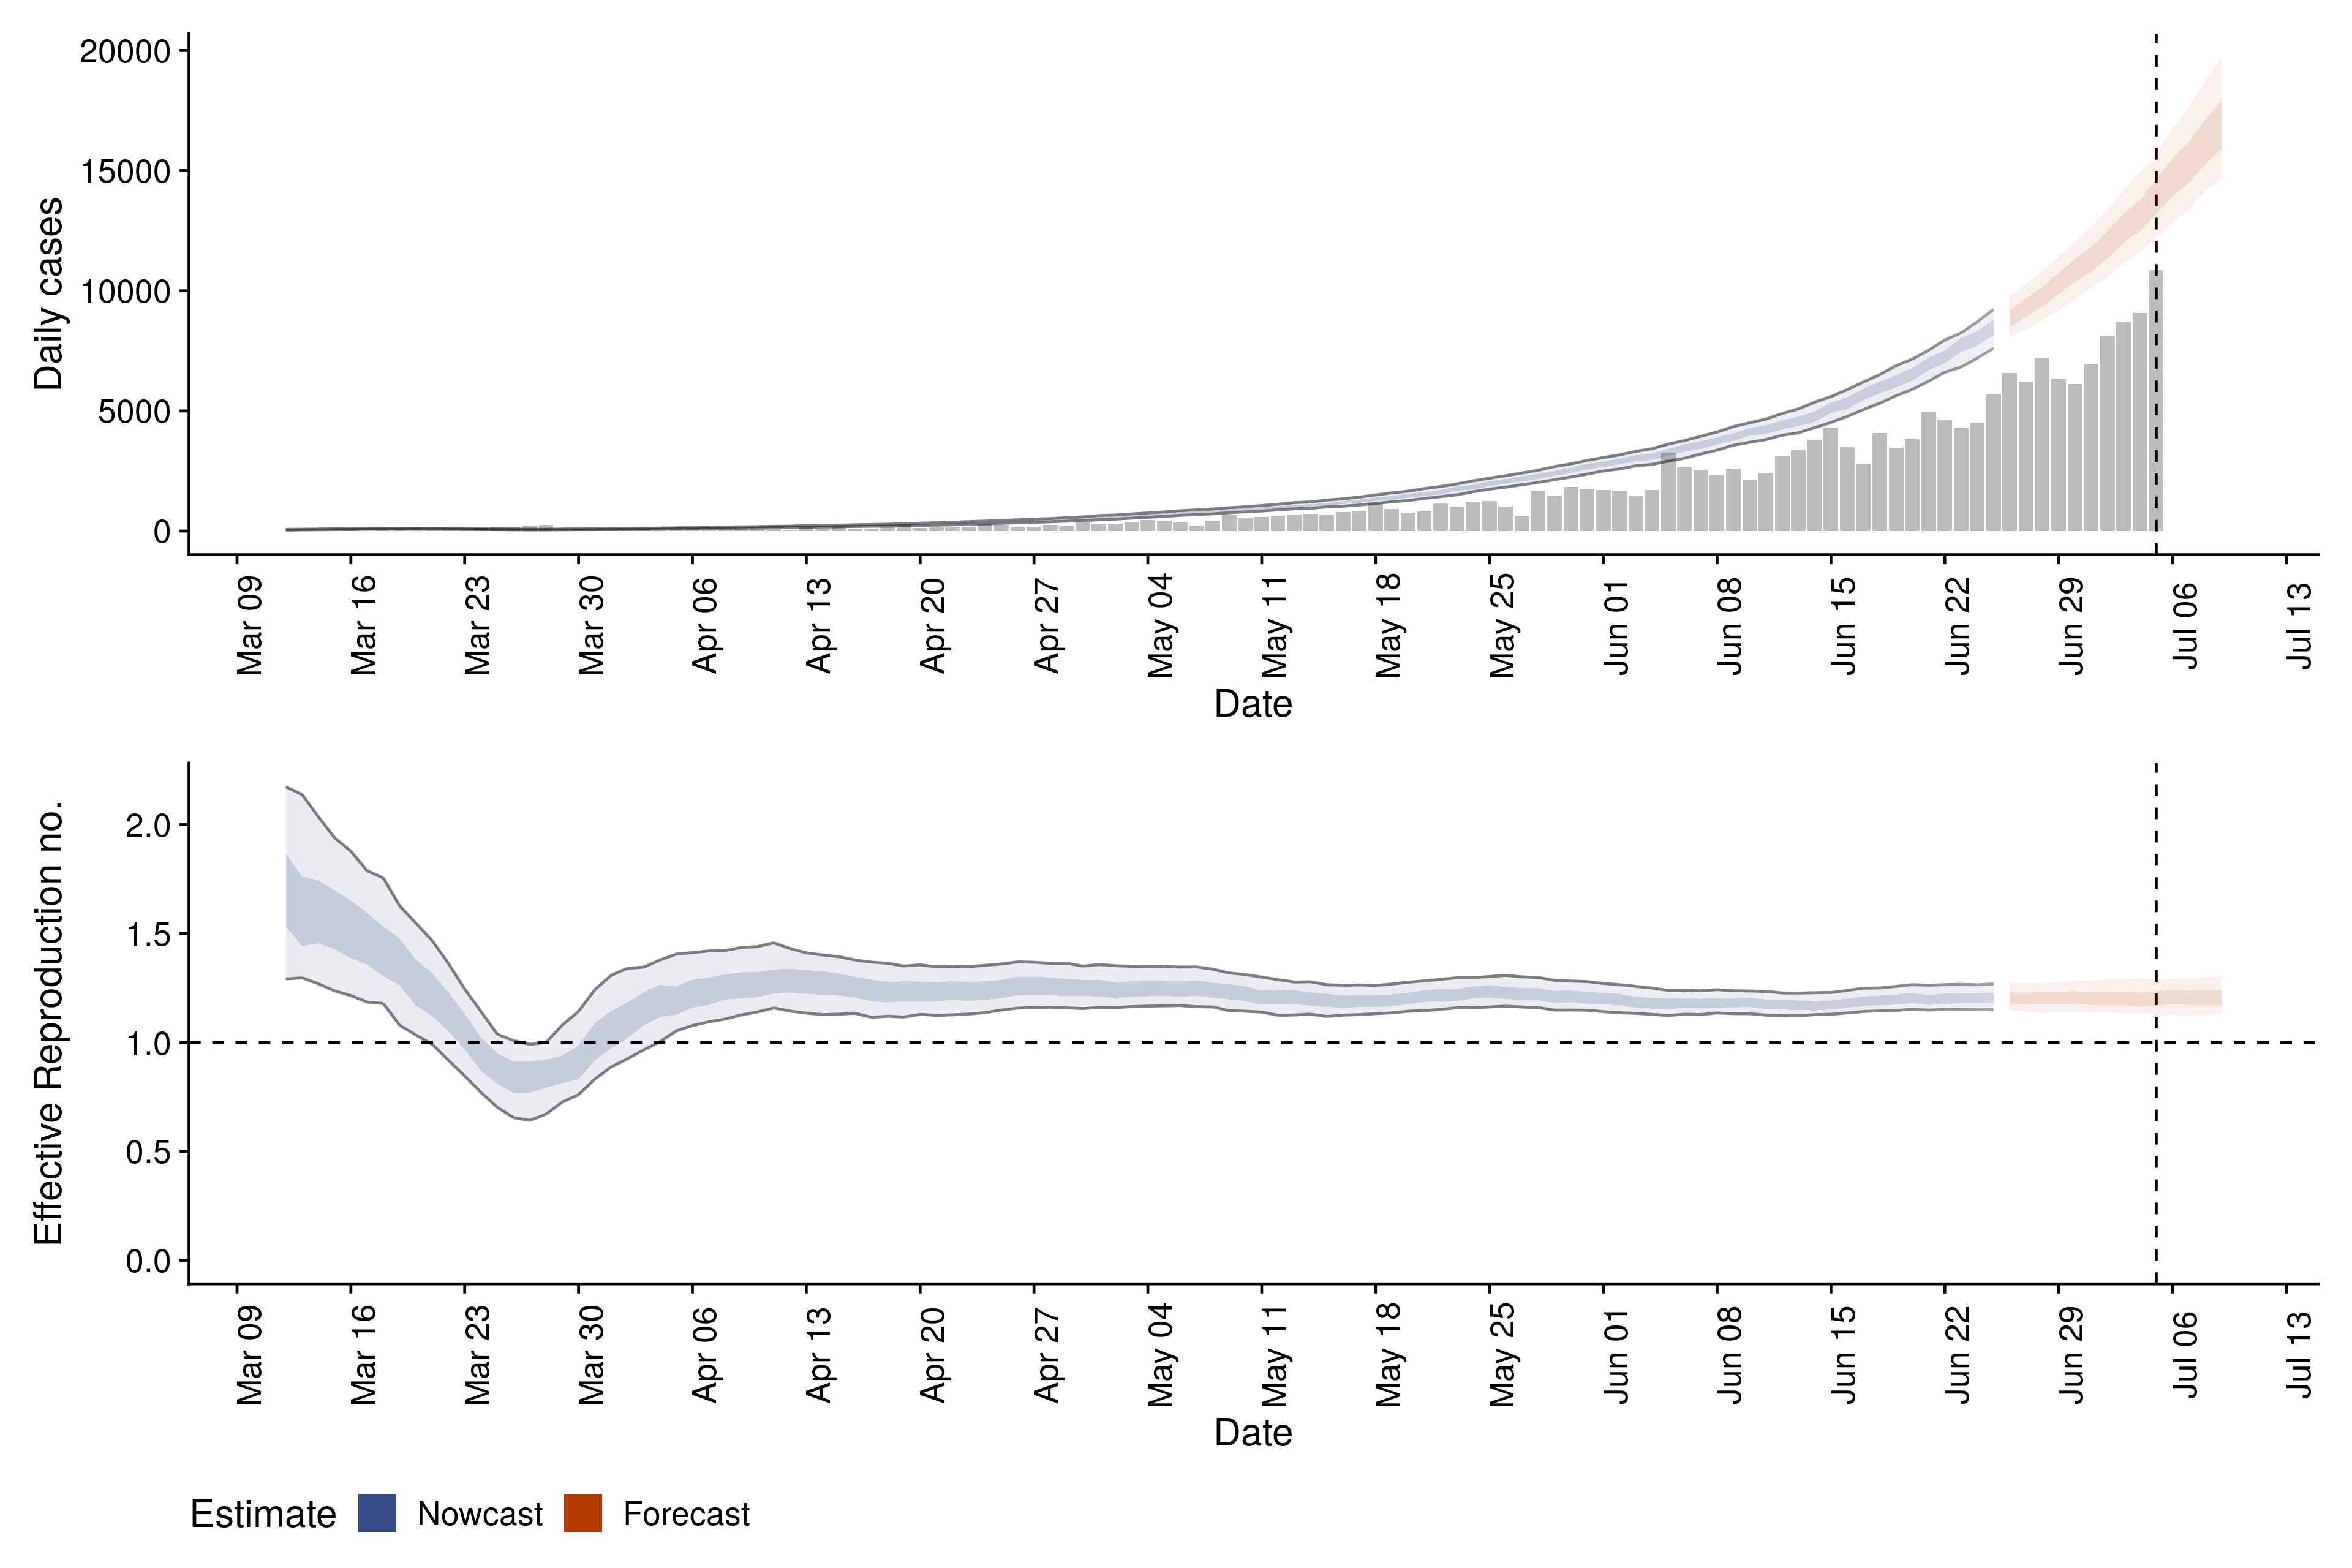 Daily cases
20000
15000
10000
5000
0
Mar 09 Mar 16 Mar 23 Mar 30 Apr 06 Apr 13 Apr 20 Apr 27 May 04 May 11 May 18 May 25 Jun 01 Jun 08 Jun 15 Jun 22 Jun 29 Jul 06 Jul 13
Date
Effective Reproduction no.
2.0
1.5
1.0
0.5
0.0
Mar 09 Mar 16 Mar 23 Mar 30 Apr 06 Apr 13 Apr 20 Apr 27 May 04 May 11 May 18 May 25 Jun 01 Jun 08 Jun 15 Jun 22 Jun 29 Jul 06 Jul 13
Date
Estimate Nowcast Forecast